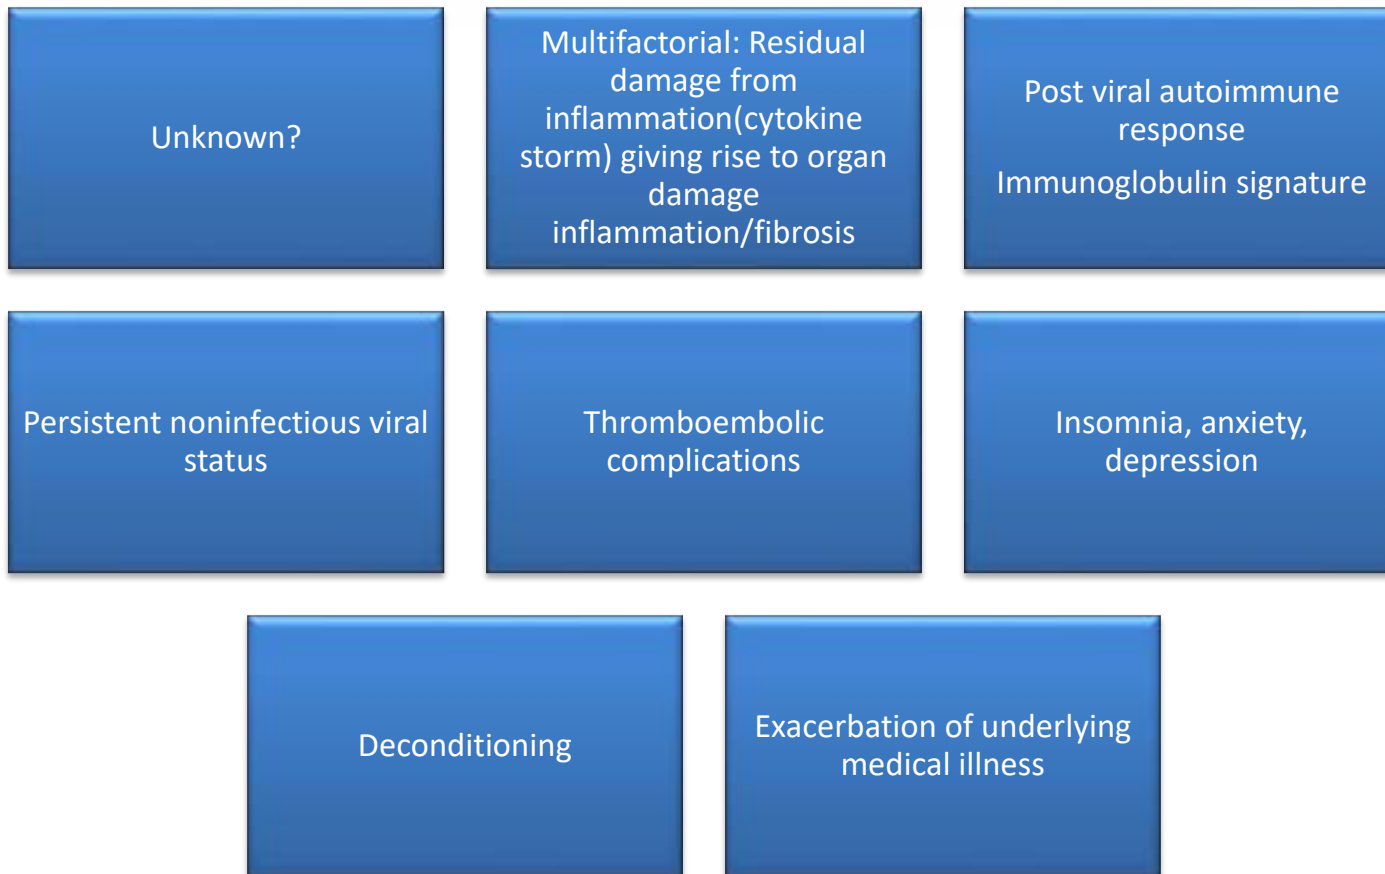 Unknown?
Multifactorial: Residual
damage from
inflammation(cytokine
storm) giving rise to organ
damage
inflammation/fibrosis
Post viral autoimmune
response
Immunoglobulin signature
Persistent noninfectious viral
status
Thromboembolic
complications
Insomnia, anxiety,
depression
Deconditioning
Exacerbation of underlying
medical illness